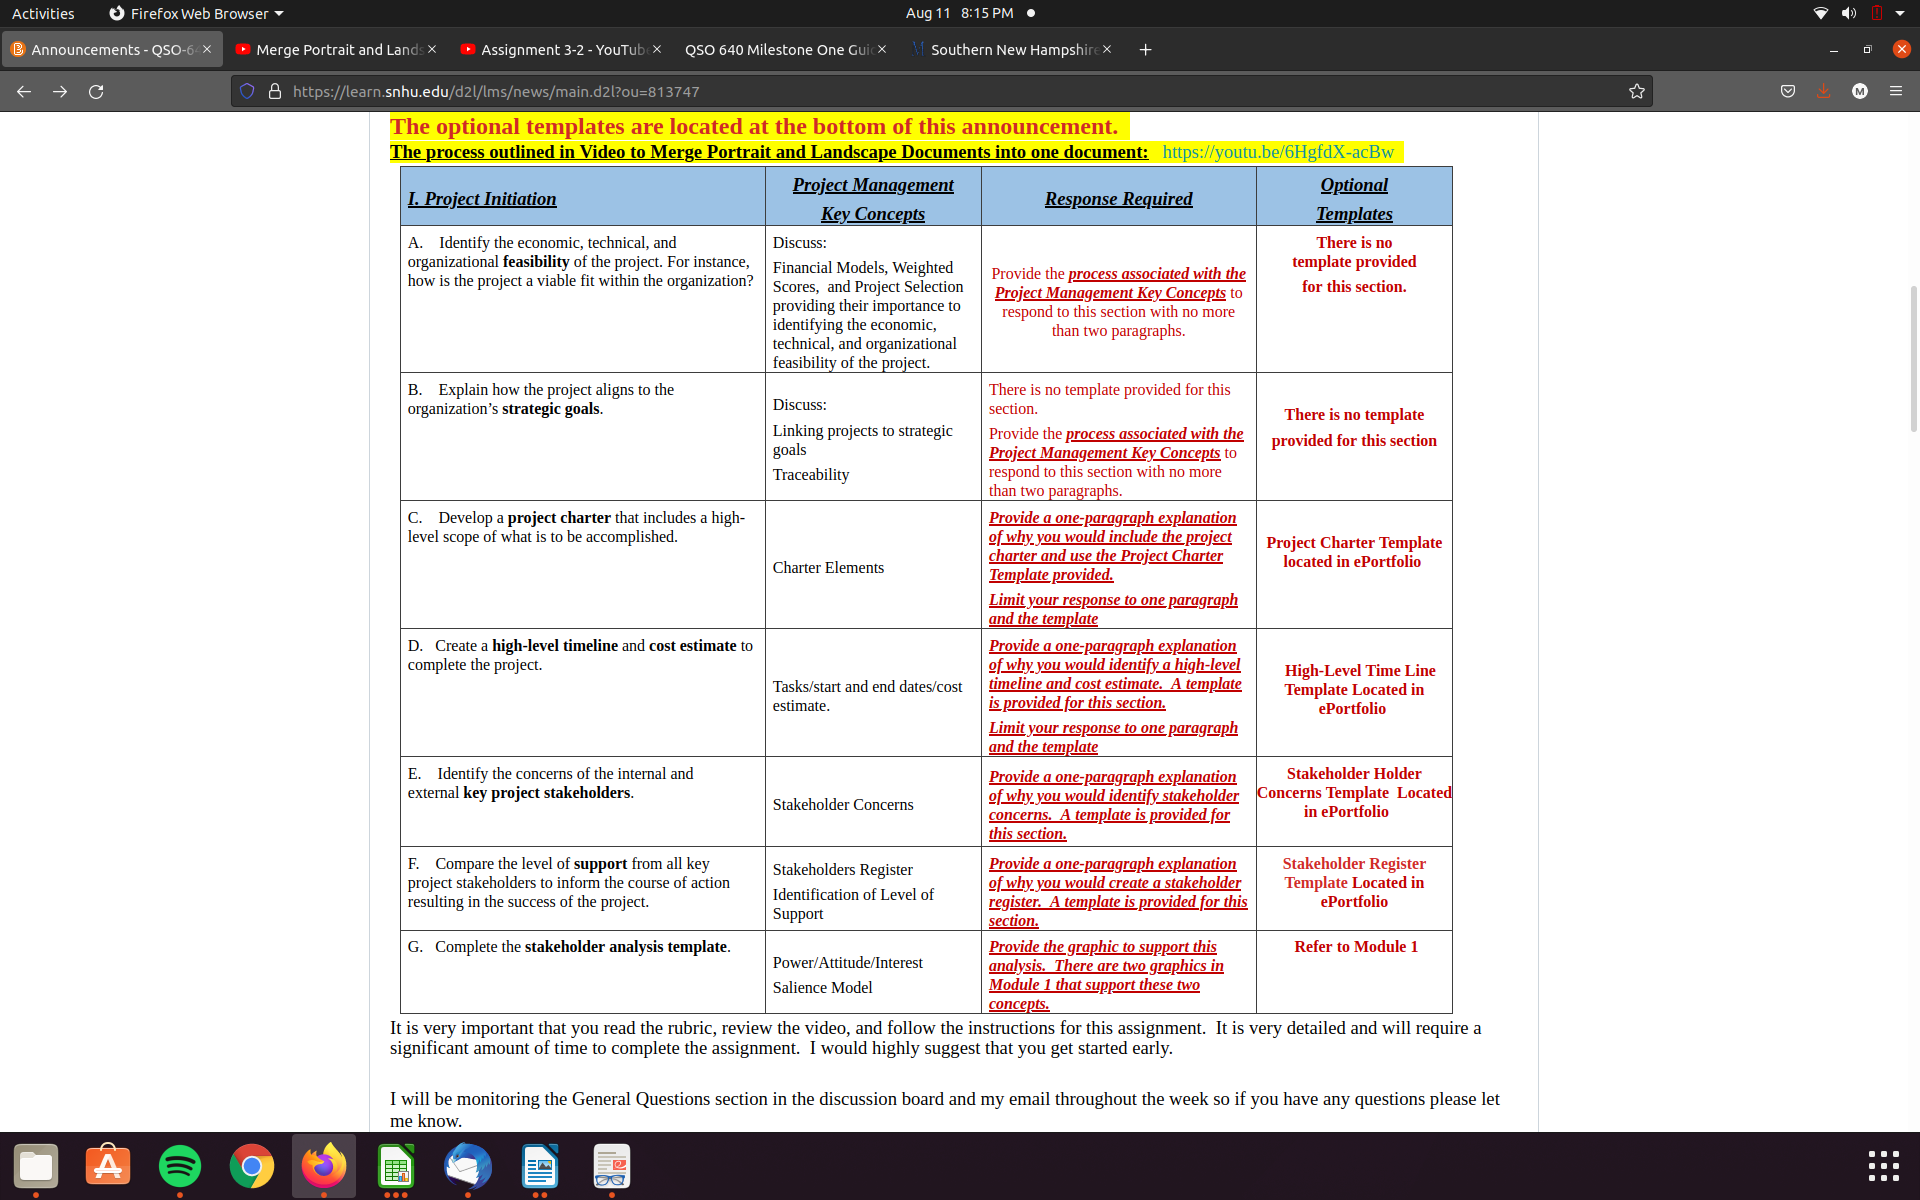 Activities
Firefox Web Browser
Aug 11 8:15 PM
Announcements - QSO-64
Merge Portrait and Lands
Assignment 3-2 - YouTube
QSO 640 Milestone One Guid
Southern New Hampshire
https://learn.snhu.edu/d2l/lms/news/main.d2l?ou=813747
The optional templates are located at the bottom of this announcement.
The process outlined in Video to Merge Portrait and Landscape Documents into one document: https://youtu.be/6HgfdX-acBw
I. Project Initiation
Project Management
Key Concepts
Response Required
Optional
Templates
A. Identify the economic, technical, and
organizational feasibility of the project. For instance,
how is the project a viable fit within the organization?
Discuss:
Financial Models, Weighted
Scores, and Project Selection
providing their importance to
identifying the economic,
technical, and organizational
feasibility of the project.
Provide the process associated with the
Project Management Key Concepts to
respond to this section with no more
than two paragraphs.
There is no
template provided
for this section.
B. Explain how the project aligns to the
organization’s strategic goals.
Discuss:
Linking projects to strategic
goals
Traceability
There is no template provided for this
section.
Provide the process associated with the
Project Management Key Concepts to
respond to this section with no more
than two paragraphs.
There is no template
provided for this section
C. Develop a project charter that includes a high-
level scope of what is to be accomplished.
Charter Elements
Provide a one-paragraph explanation
of why you would include the project
charter and use the Project Charter
Template provided.
Limit your response to one paragraph
and the template
Project Charter Template
located in ePortfolio
D. Create a high-level timeline and cost estimate to
complete the project.
Tasks/start and end dates/cost
estimate.
Provide a one-paragraph explanation
of why you would identify a high-level
timeline and cost estimate. A template
is provided for this section.
Limit your response to one paragraph
and the template
High-Level Time Line
Template Located in
ePortfolio
E. Identify the concerns of the internal and
external key project stakeholders.
Stakeholder Concerns
Provide a one-paragraph explanation
of why you would identify stakeholder
concerns. A template is provided for
this section.
Stakeholder Holder
Concerns Template Located
in ePortfolio
F. Compare the level of support from all key
project stakeholders to inform the course of action
resulting in the success of the project.
Stakeholders Register
Identification of Level of
Support
Provide a one-paragraph explanation
of why you would create a stakeholder
register. A template is provided for this
section.
Stakeholder Register
Template Located in
ePortfolio
G. Complete the stakeholder analysis template.
Power/Attitude/Interest
Salience Model
Provide the graphic to support this
analysis. There are two graphics in
Module 1 that support these two
concepts.
Refer to Module 1
It is very important that you read the rubric, review the video, and follow the instructions for this assignment. It is very detailed and will require a
significant amount of time to complete the assignment. I would highly suggest that you get started early.
I will be monitoring the General Questions section in the discussion board and my email throughout the week so if you have any questions please let
me know.